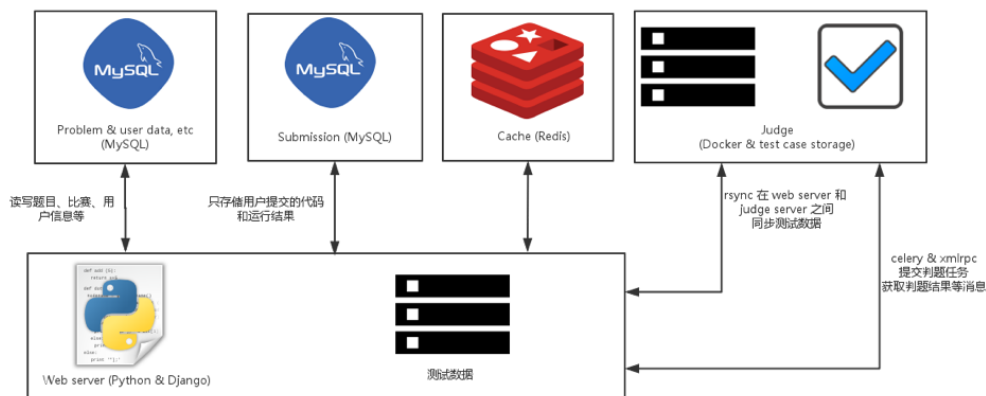 MySQL
Problem & user data, etc
(MySQL)
MySQL
Submission (MySQL)
Cache (Redis)
Judge
(Docker & test case storage)
读写题目、比赛、用
户信息等
只存储用户提交的代码
和运行结果
rsync 在 web server 和
judge server 之间
同步测试数据
celery & xmlrpc
提交判题任务
获取判题结果等消息
Web server (Python & Django)
测试数据